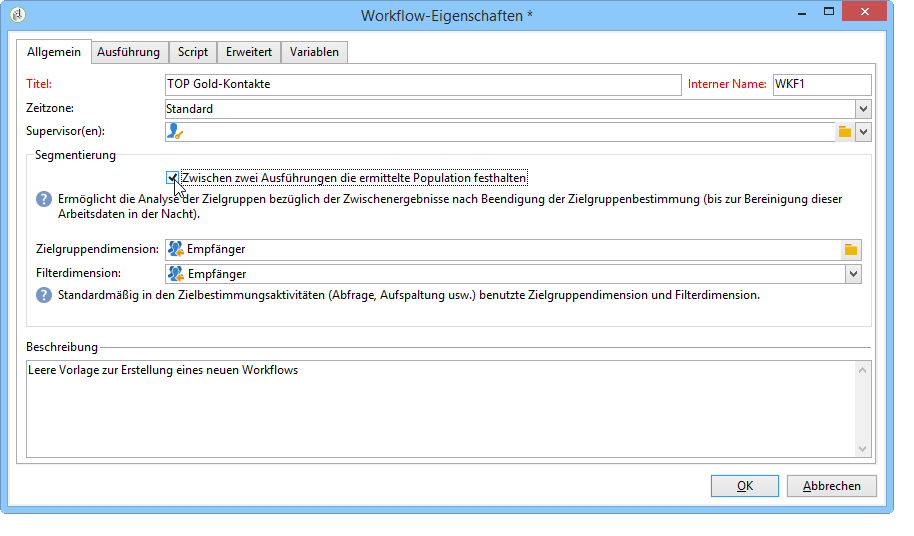 Workflow-Eigenschaften *
Allgemein Ausführung Script Erweitert Variablen
Titel: TOP Gold-Kontakte Interner Name: WKF1
Zeitzone: Standard
Supervisor(en):
Segmentierung
Zwischen zwei Ausführungen die ermittelte Population festhalten
Ermöglicht die Analyse der Zielgruppen bezüglich der Zwischenergebnisse nach Beendigung der Zielgruppenbestimmung (bis zur Bereinigung dieser
Arbeitsdaten in der Nacht).
Zielgruppendimension: Empfänger
Filterdimension: Empfänger
Standardmäßig in den Zielbestimmungsaktivitäten (Abfrage, Aufspaltung usw.) benutzte Zielgruppendimension und Filterdimension.
Beschreibung
Leere Vorlage zur Erstellung eines neuen Workflows
OK Abbrechen